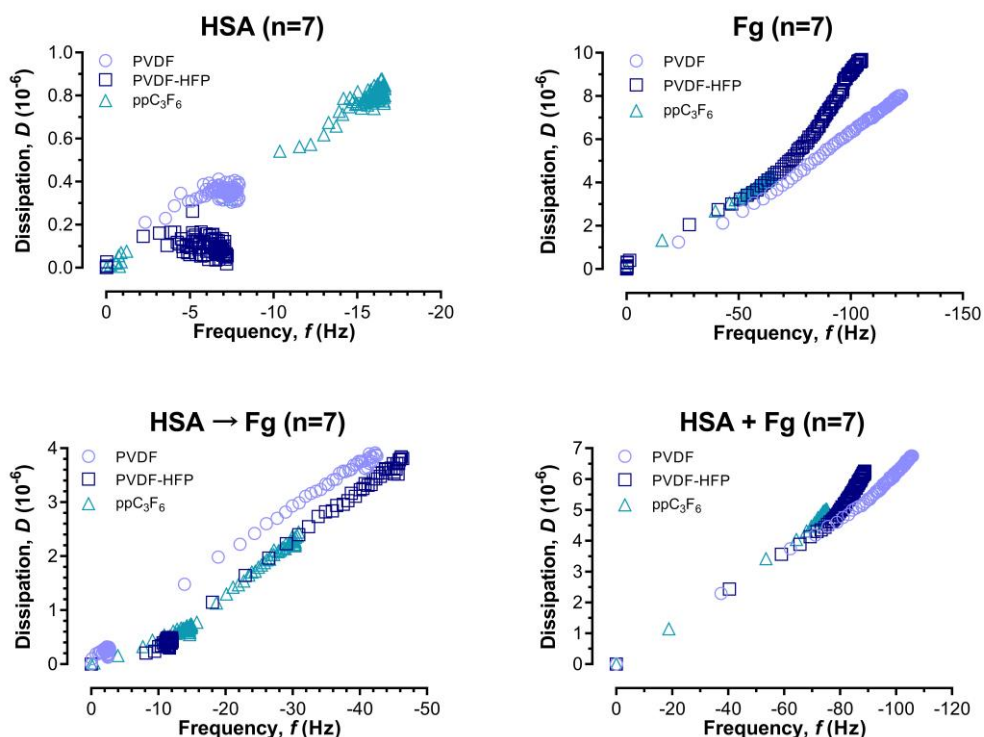 HSA (n=7)
PVDF
PVDF-HFP
ppC₃F₆
Dissipation, D (10⁻⁶)
1.0
0.8
0.6
0.4
0.2
0.0
0 -5 -10 -15 -20
Frequency, f (Hz)
Fg (n=7)
PVDF
PVDF-HFP
ppC₃F₆
Dissipation, D (10⁻⁶)
10
8
6
4
2
0
0 -50 -100 -150
Frequency, f (Hz)
HSA → Fg (n=7)
PVDF
PVDF-HFP
ppC₃F₆
Dissipation, D (10⁻⁶)
4
3
2
1
0
0 -10 -20 -30 -40 -50
Frequency, f (Hz)
HSA + Fg (n=7)
PVDF
PVDF-HFP
ppC₃F₆
Dissipation, D (10⁻⁶)
7
6
5
4
3
2
1
0
0 -20 -40 -60 -80 -100 -120
Frequency, f (Hz)